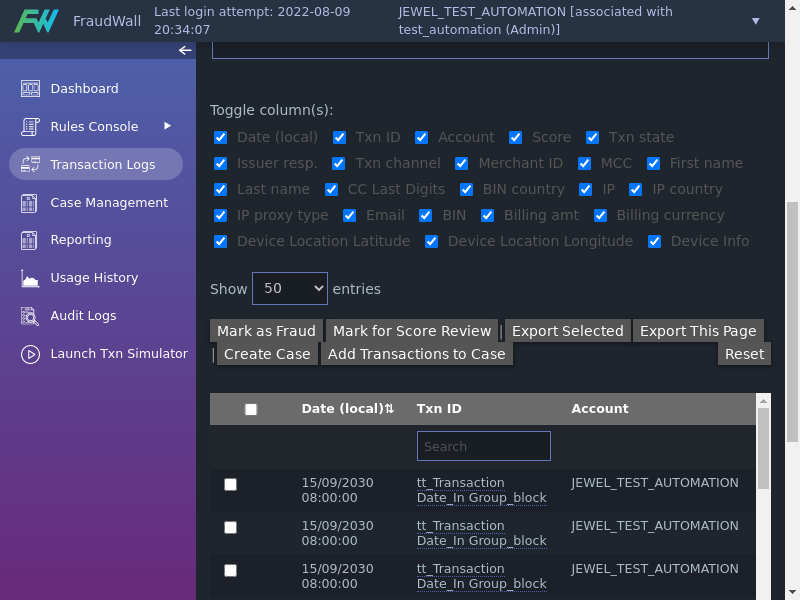 FraudWall
Last login attempt: 2022-08-09
20:34:07
JEWEL_TEST_AUTOMATION [associated with
test_automation (Admin)]
Dashboard
Rules Console
Transaction Logs
Case Management
Reporting
Usage History
Audit Logs
Launch Txn Simulator
Toggle column(s):
Date (local) Txn ID Account Score Txn state
Issuer resp. Txn channel Merchant ID MCC First name
Last name CC Last Digits BIN country IP IP country
IP proxy type Email BIN Billing amt Billing currency
Device Location Latitude Device Location Longitude Device Info
Show 50 entries
Mark as Fraud Mark for Score Review | Export Selected Export This Page
| Create Case Add Transactions to Case Reset
Date (local)⇅ Txn ID Account
Search
15/09/2030 tt_Transaction JEWEL_TEST_AUTOMATION
08:00:00 Date_In Group_block
15/09/2030 tt_Transaction JEWEL_TEST_AUTOMATION
08:00:00 Date_In Group_block
15/09/2030 tt_Transaction JEWEL_TEST_AUTOMATION
08:00:00 Date_In Group_block